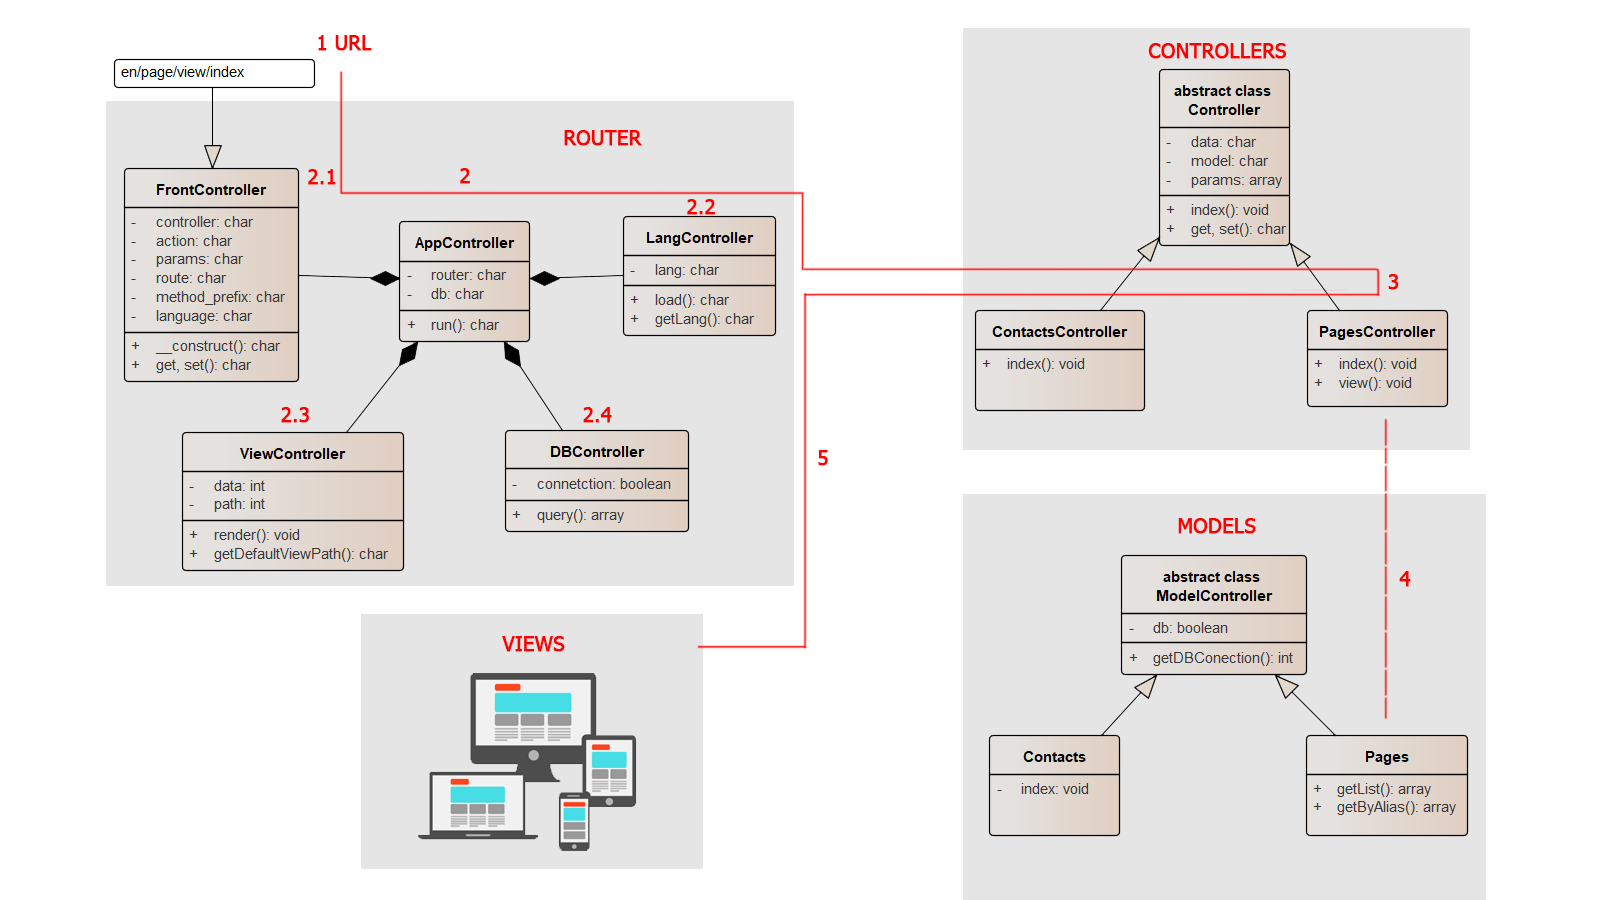 1 URL
en/page/view/index
ROUTER
2.1
2
FrontController
- controller: char
- action: char
- params: char
- route: char
- method_prefix: char
- language: char
+ __construct(): char
+ get, set(): char
AppController
- router: char
- db: char
+ run(): char
2.2
LangController
- lang: char
+ load(): char
+ getLang(): char
2.3
ViewController
- data: int
- path: int
+ render(): void
+ getDefaultViewPath(): char
2.4
DBController
- connetction: boolean
+ query(): array
CONTROLLERS
abstract class
Controller
- data: char
- model: char
- params: array
+ index(): void
+ get, set(): char
3
ContactsController
+ index(): void
PagesController
+ index(): void
+ view(): void
5
4
MODELS
abstract class
ModelController
- db: boolean
+ getDBConection(): int
Contacts
- index: void
Pages
+ getList(): array
+ getByAlias(): array
VIEWS